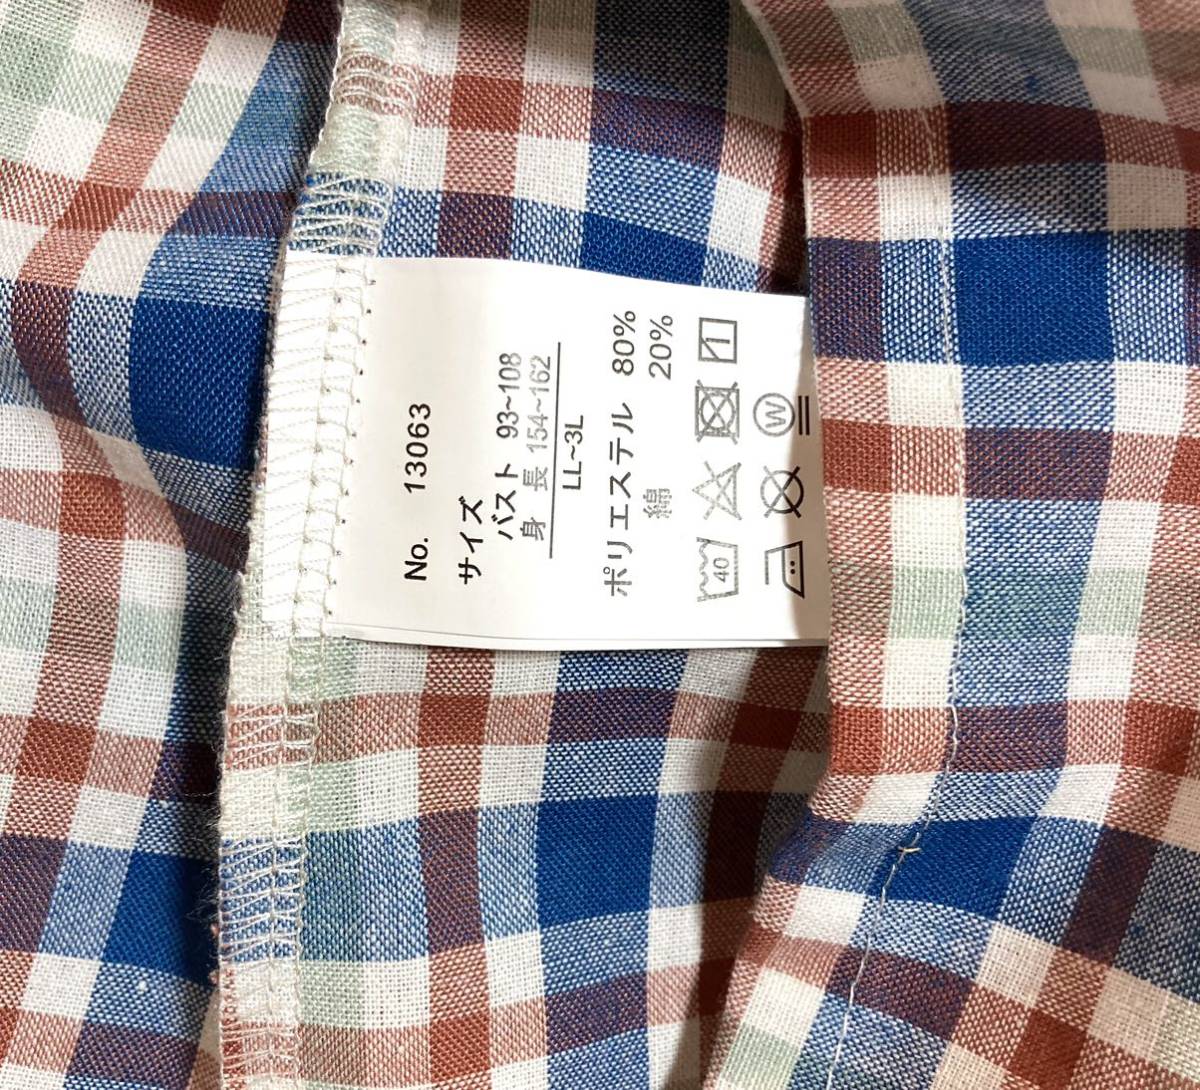 No. 13063
サイズ
バスト 93~108
身 長 154~162
LL~3L
ポリエステル 80%
綿 20%
40
W